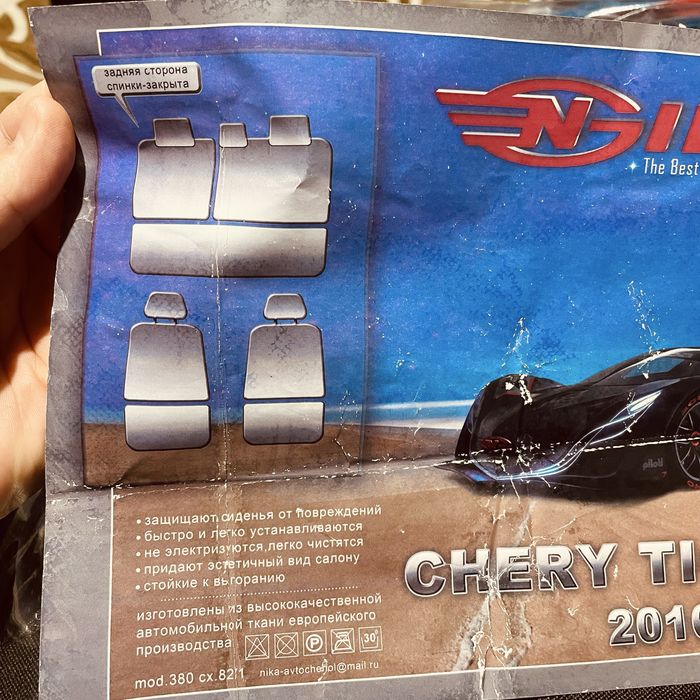 задняя сторона
спинки-закрыта
The Best
piloti
• защищают сиденья от повреждений
• быстро и легко устанавливаются
• не электризуются,легко чистятся
• придают эстетичный вид салону
• стойкие к выгоранию
изготовлены из высококачественной
автомобильной ткани европейского
производства
P
30°
mod.380 сх.82/1
nika-avtochehol@mail.ru
CHERY TI
2010